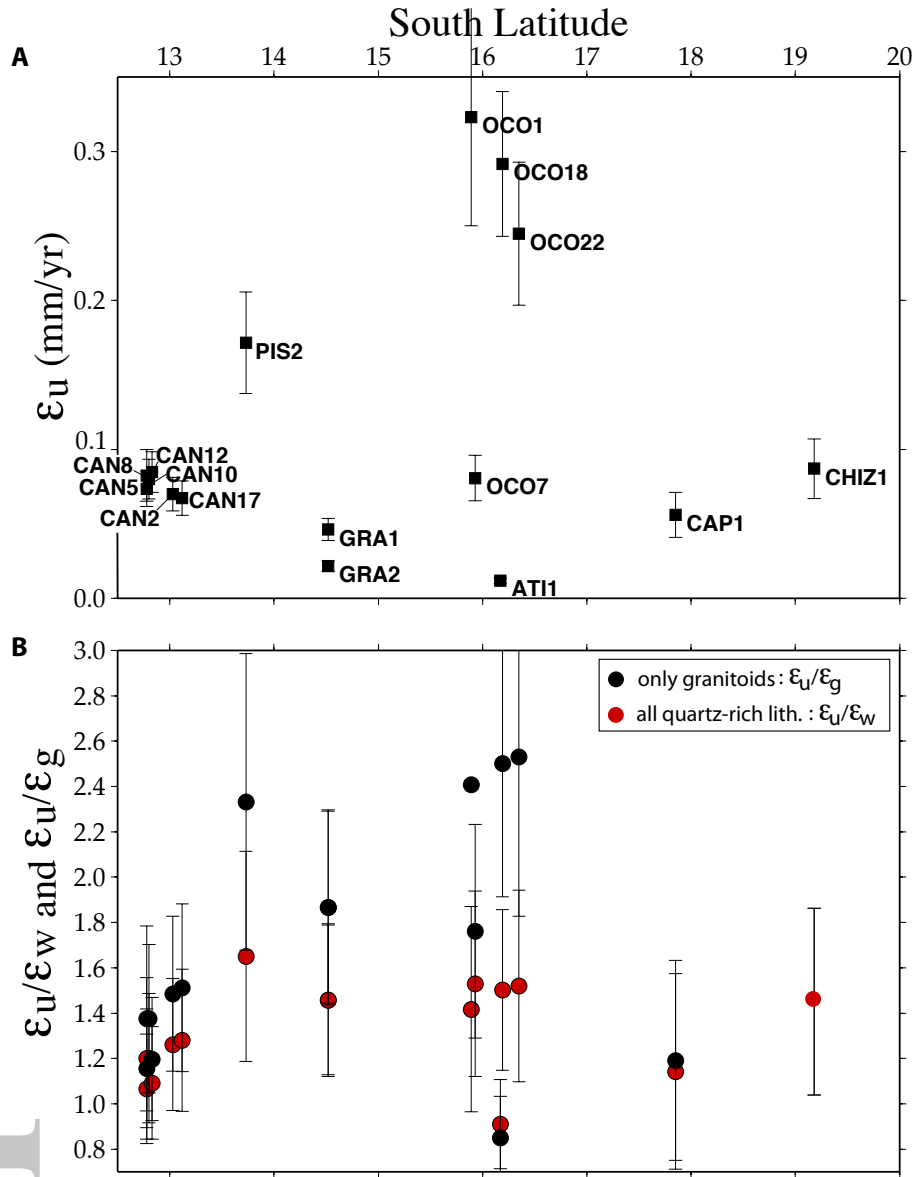 South Latitude
A
13 14 15 16 17 18 19 20
εu (mm/yr)
0.3
0.2
0.1
0.0
OCO1
OCO18
OCO22
PIS2
CAN12
CAN8
CAN10
CAN5
CAN2
CAN17
OCO7
CHIZ1
GRA1
CAP1
GRA2
ATI1
B
εu/εw and εu/εg
3.0
2.8
2.6
2.4
2.2
2.0
1.8
1.6
1.4
1.2
1.0
0.8
only granitoids : εu/εg
all quartz-rich lith. : εu/εw